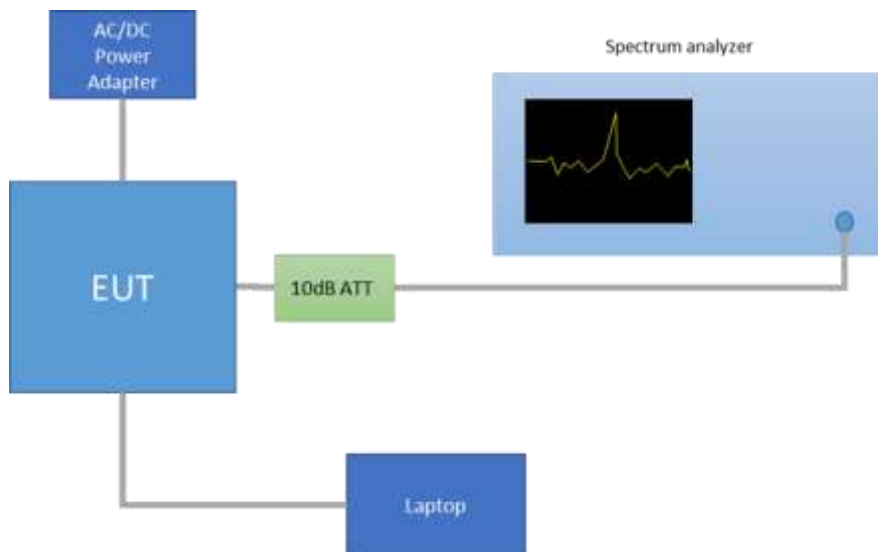 AC/DC
Power
Adapter
Spectrum analyzer
EUT
10dB ATT
Laptop